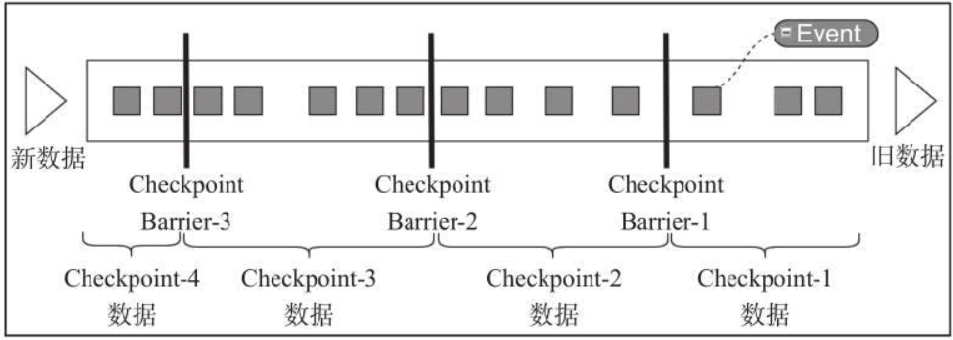 Event
新数据
旧数据
Checkpoint
Barrier-3
Checkpoint
Barrier-2
Checkpoint
Barrier-1
Checkpoint-4
数据
Checkpoint-3
数据
Checkpoint-2
数据
Checkpoint-1
数据